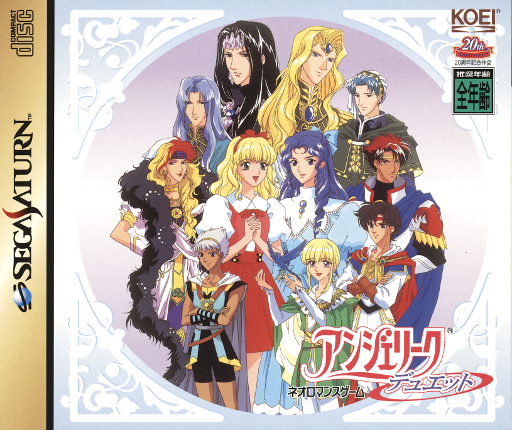 COMPACT
DISC
SEGA SATURN™
KOEI®
20th
20周年記念作品
推奨年齢
全年齢
アンジェリーク®
デュエット
ネオロマンスゲーム